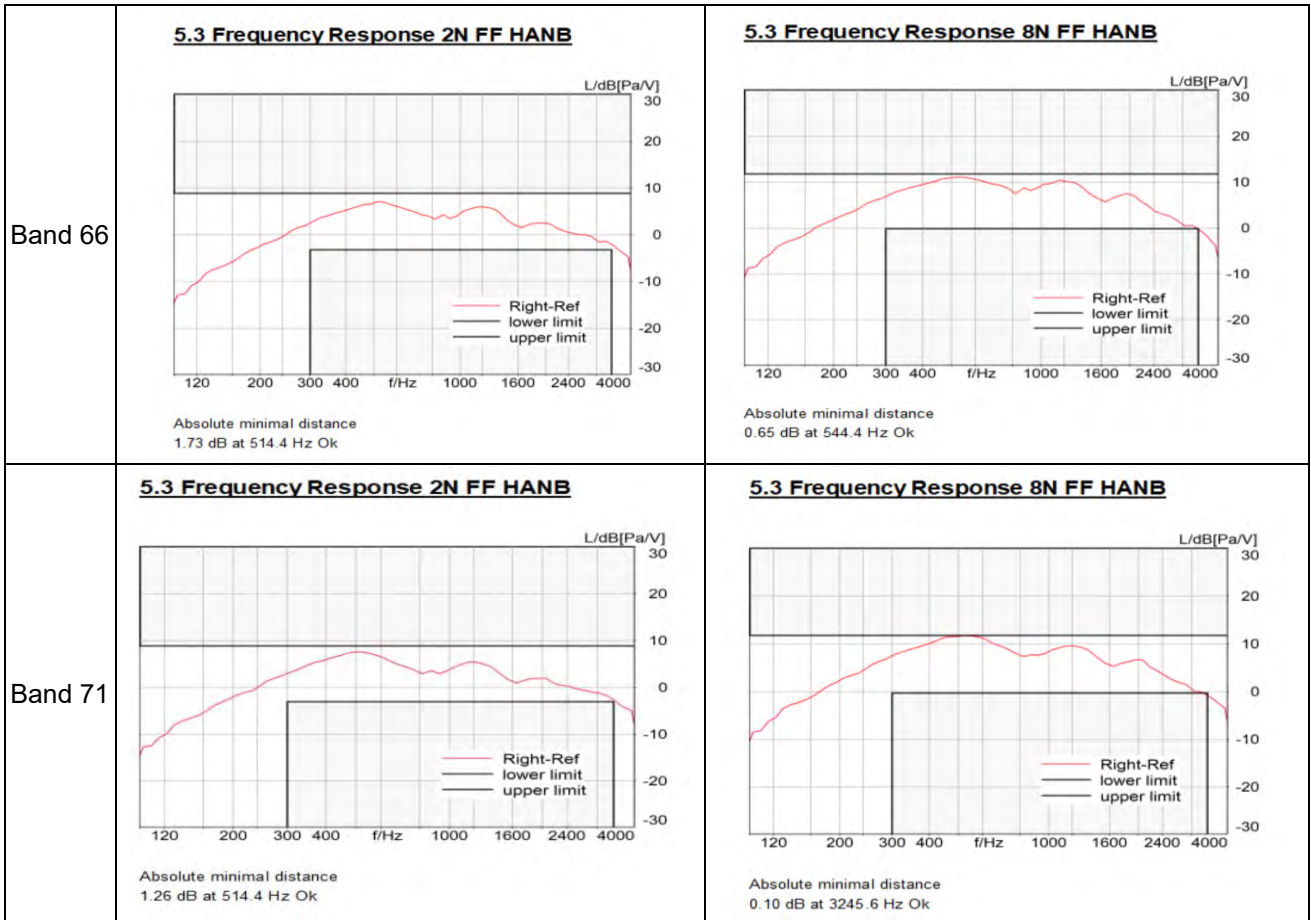 Band 66
5.3 Frequency Response 2N FF HANB
L/dB[Pa/V]
30
20
10
0
-10
-20
-30
Right-Ref
lower limit
upper limit
120 200 300 400 f/Hz 1000 1600 2400 4000
Absolute minimal distance
1.73 dB at 514.4 Hz Ok
5.3 Frequency Response 8N FF HANB
L/dB[Pa/V]
30
20
10
0
-10
-20
-30
Right-Ref
lower limit
upper limit
120 200 300 400 f/Hz 1000 1600 2400 4000
Absolute minimal distance
0.65 dB at 544.4 Hz Ok
Band 71
5.3 Frequency Response 2N FF HANB
L/dB[Pa/V]
30
20
10
0
-10
-20
-30
Right-Ref
lower limit
upper limit
120 200 300 400 f/Hz 1000 1600 2400 4000
Absolute minimal distance
1.26 dB at 514.4 Hz Ok
5.3 Frequency Response 8N FF HANB
L/dB[Pa/V]
30
20
10
0
-10
-20
-30
Right-Ref
lower limit
upper limit
120 200 300 400 f/Hz 1000 1600 2400 4000
Absolute minimal distance
0.10 dB at 3245.6 Hz Ok